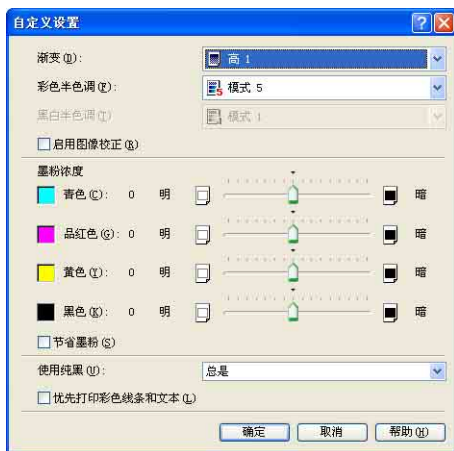 自定义设置
渐变(D): 高 1
彩色半色调(F): 模式 5
黑白半色调(T) 模式 1
启用图像校正(R)
墨粉浓度
青色(C): 0 明 暗
品红色(G): 0 明 暗
黄色(Y): 0 明 暗
黑色(K): 0 明 暗
节省墨粉(S)
使用纯黑(U): 总是
优先打印彩色线条和文本(L)
确定 取消 帮助(H)